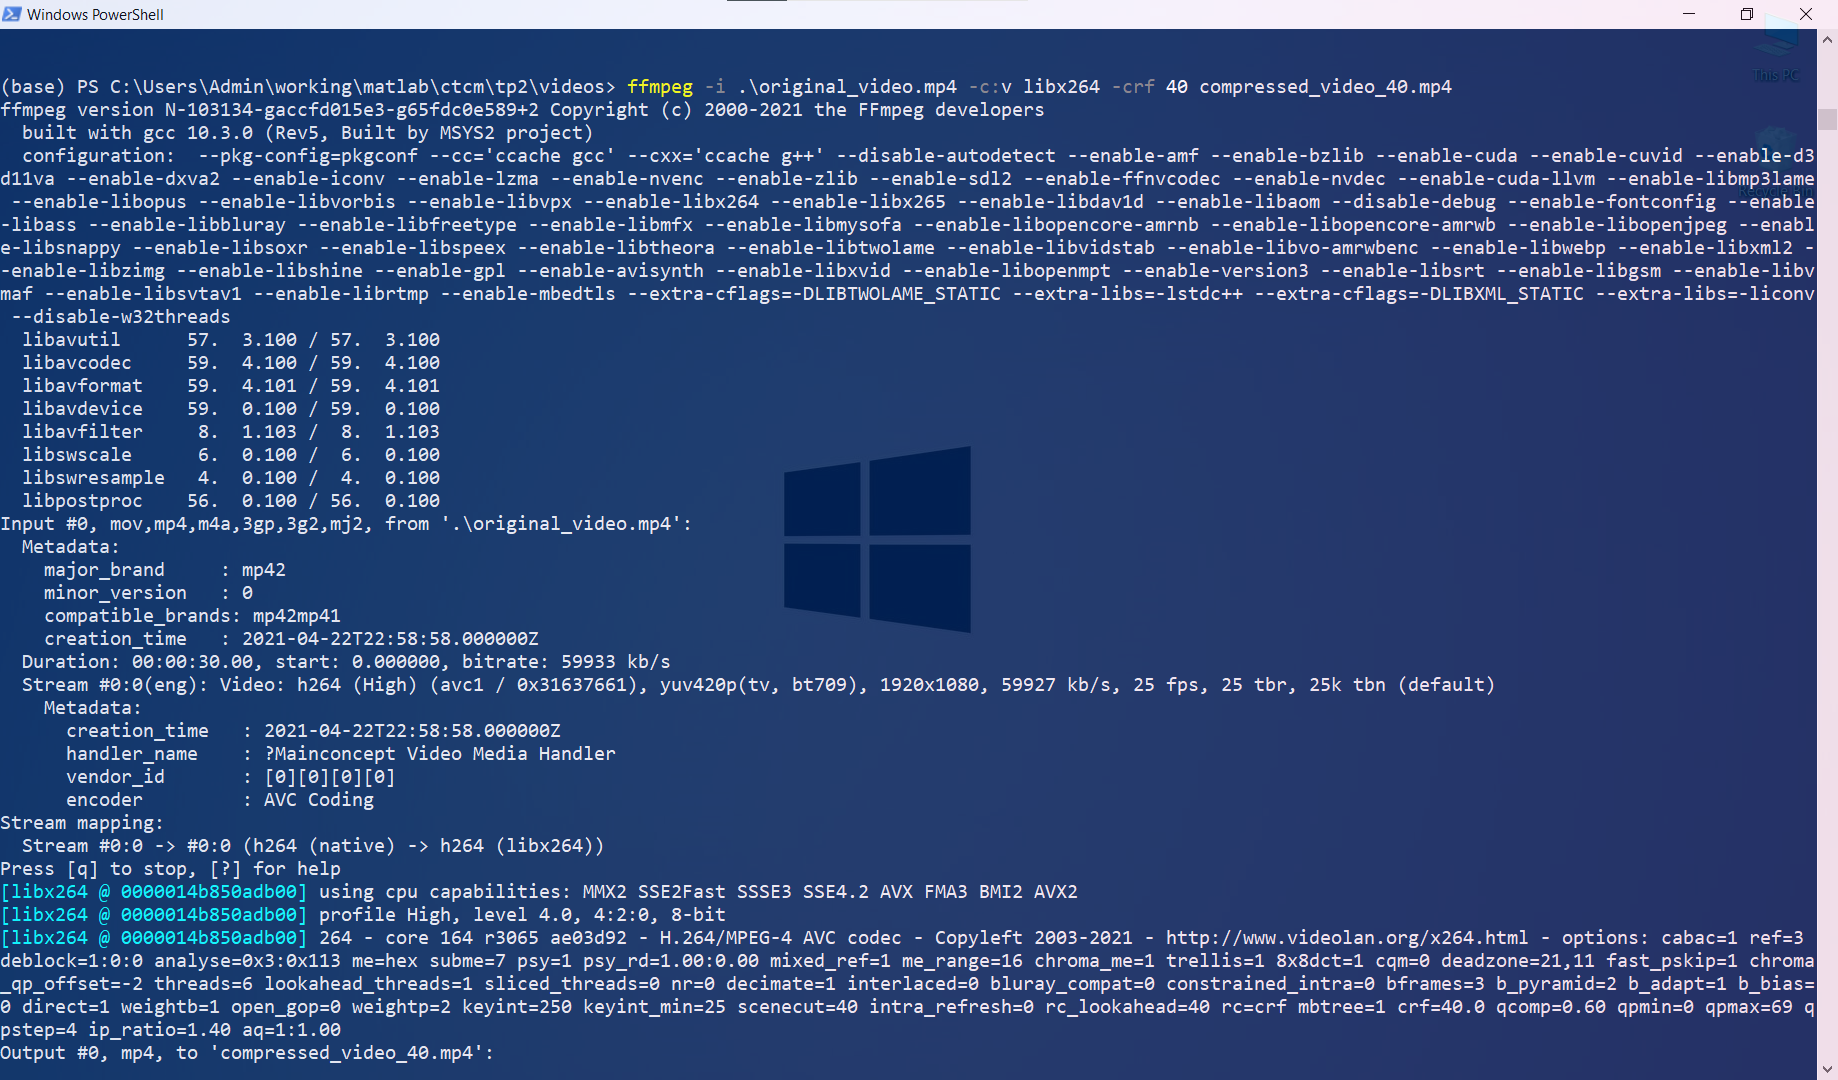 Windows PowerShell
This PC
Recycle Bin
(base) PS C:\Users\Admin\working\matlab\ctcm\tp2\videos> ffmpeg -i .\original_video.mp4 -c:v libx264 -crf 40 compressed_video_40.mp4
ffmpeg version N-103134-gaccfd015e3-g65fdc0e589+2 Copyright (c) 2000-2021 the FFmpeg developers
  built with gcc 10.3.0 (Rev5, Built by MSYS2 project)
  configuration:  --pkg-config=pkgconf --cc='ccache gcc' --cxx='ccache g++' --disable-autodetect --enable-amf --enable-bzlib --enable-cuda --enable-cuvid --enable-d3
d11va --enable-dxva2 --enable-iconv --enable-lzma --enable-nvenc --enable-zlib --enable-sdl2 --enable-ffnvcodec --enable-nvdec --enable-cuda-llvm --enable-libmp3lame
 --enable-libopus --enable-libvorbis --enable-libvpx --enable-libx264 --enable-libx265 --enable-libdav1d --enable-libaom --disable-debug --enable-fontconfig --enable
-libass --enable-libbluray --enable-libfreetype --enable-libmfx --enable-libmysofa --enable-libopencore-amrnb --enable-libopencore-amrwb --enable-libopenjpeg --enabl
e-libsnappy --enable-libsoxr --enable-libspeex --enable-libtheora --enable-libtwolame --enable-libvidstab --enable-libvo-amrwbenc --enable-libwebp --enable-libxml2 -
-enable-libzimg --enable-libshine --enable-gpl --enable-avisynth --enable-libxvid --enable-libopenmpt --enable-version3 --enable-libsrt --enable-libgsm --enable-libv
maf --enable-libsvtav1 --enable-librtmp --enable-mbedtls --extra-cflags=-DLIBTWOLAME_STATIC --extra-libs=-lstdc++ --extra-cflags=-DLIBXML_STATIC --extra-libs=-liconv
 --disable-w32threads
  libavutil      57.  3.100 / 57.  3.100
  libavcodec     59.  4.100 / 59.  4.100
  libavformat    59.  4.101 / 59.  4.101
  libavdevice    59.  0.100 / 59.  0.100
  libavfilter     8.  1.103 /  8.  1.103
  libswscale      6.  0.100 /  6.  0.100
  libswresample   4.  0.100 /  4.  0.100
  libpostproc    56.  0.100 / 56.  0.100
Input #0, mov,mp4,m4a,3gp,3g2,mj2, from '.\original_video.mp4':
  Metadata:
    major_brand     : mp42
    minor_version   : 0
    compatible_brands: mp42mp41
    creation_time   : 2021-04-22T22:58:58.000000Z
  Duration: 00:00:30.00, start: 0.000000, bitrate: 59933 kb/s
  Stream #0:0(eng): Video: h264 (High) (avc1 / 0x31637661), yuv420p(tv, bt709), 1920x1080, 59927 kb/s, 25 fps, 25 tbr, 25k tbn (default)
    Metadata:
      creation_time   : 2021-04-22T22:58:58.000000Z
      handler_name    : ?Mainconcept Video Media Handler
      vendor_id       : [0][0][0][0]
      encoder         : AVC Coding
Stream mapping:
  Stream #0:0 -> #0:0 (h264 (native) -> h264 (libx264))
Press [q] to stop, [?] for help
[libx264 @ 0000014b850adb00] using cpu capabilities: MMX2 SSE2Fast SSSE3 SSE4.2 AVX FMA3 BMI2 AVX2
[libx264 @ 0000014b850adb00] profile High, level 4.0, 4:2:0, 8-bit
[libx264 @ 0000014b850adb00] 264 - core 164 r3065 ae03d92 - H.264/MPEG-4 AVC codec - Copyleft 2003-2021 - http://www.videolan.org/x264.html - options: cabac=1 ref=3
deblock=1:0:0 analyse=0x3:0x113 me=hex subme=7 psy=1 psy_rd=1.00:0.00 mixed_ref=1 me_range=16 chroma_me=1 trellis=1 8x8dct=1 cqm=0 deadzone=21,11 fast_pskip=1 chroma
_qp_offset=-2 threads=6 lookahead_threads=1 sliced_threads=0 nr=0 decimate=1 interlaced=0 bluray_compat=0 constrained_intra=0 bframes=3 b_pyramid=2 b_adapt=1 b_bias=
0 direct=1 weightb=1 open_gop=0 weightp=2 keyint=250 keyint_min=25 scenecut=40 intra_refresh=0 rc_lookahead=40 rc=crf mbtree=1 crf=40.0 qcomp=0.60 qpmin=0 qpmax=69 q
pstep=4 ip_ratio=1.40 aq=1:1.00
Output #0, mp4, to 'compressed_video_40.mp4':